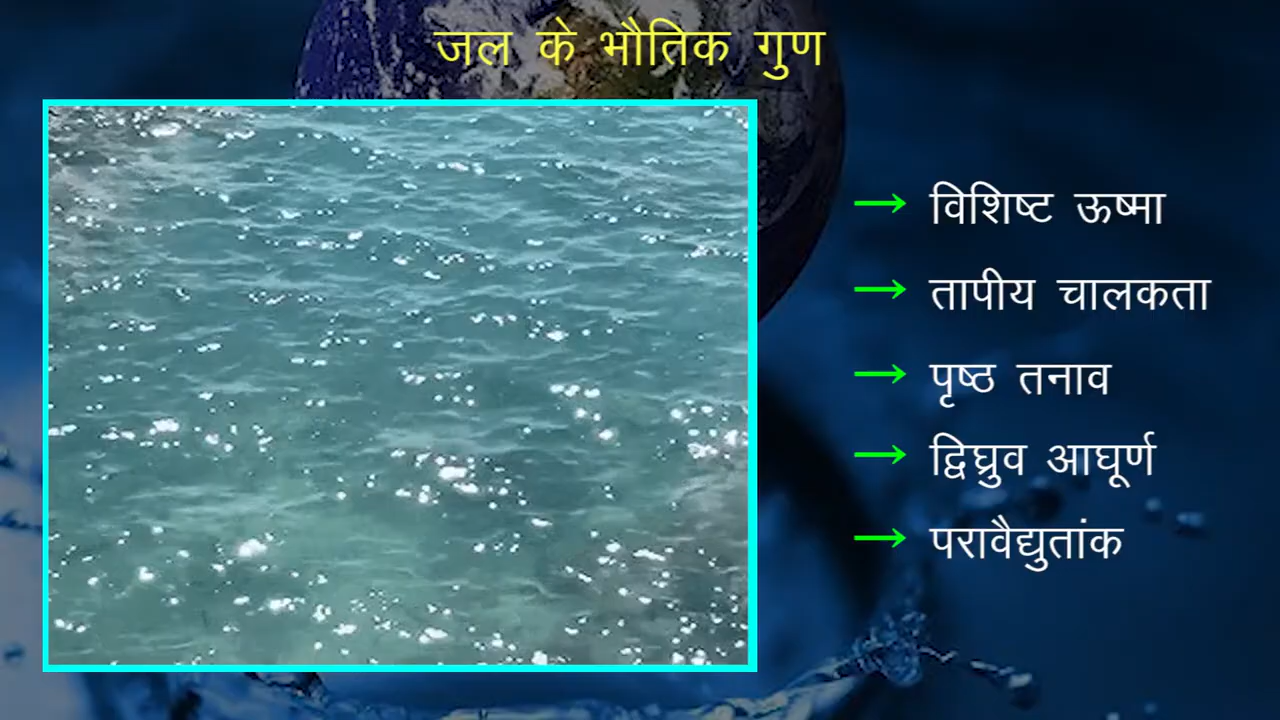 जल के भौतिक गुण
→ विशिष्ट ऊष्मा
→ तापीय चालकता
→ पृष्ठ तनाव
→ द्विघ्रुव आघूर्ण
→ परावैद्युतांक